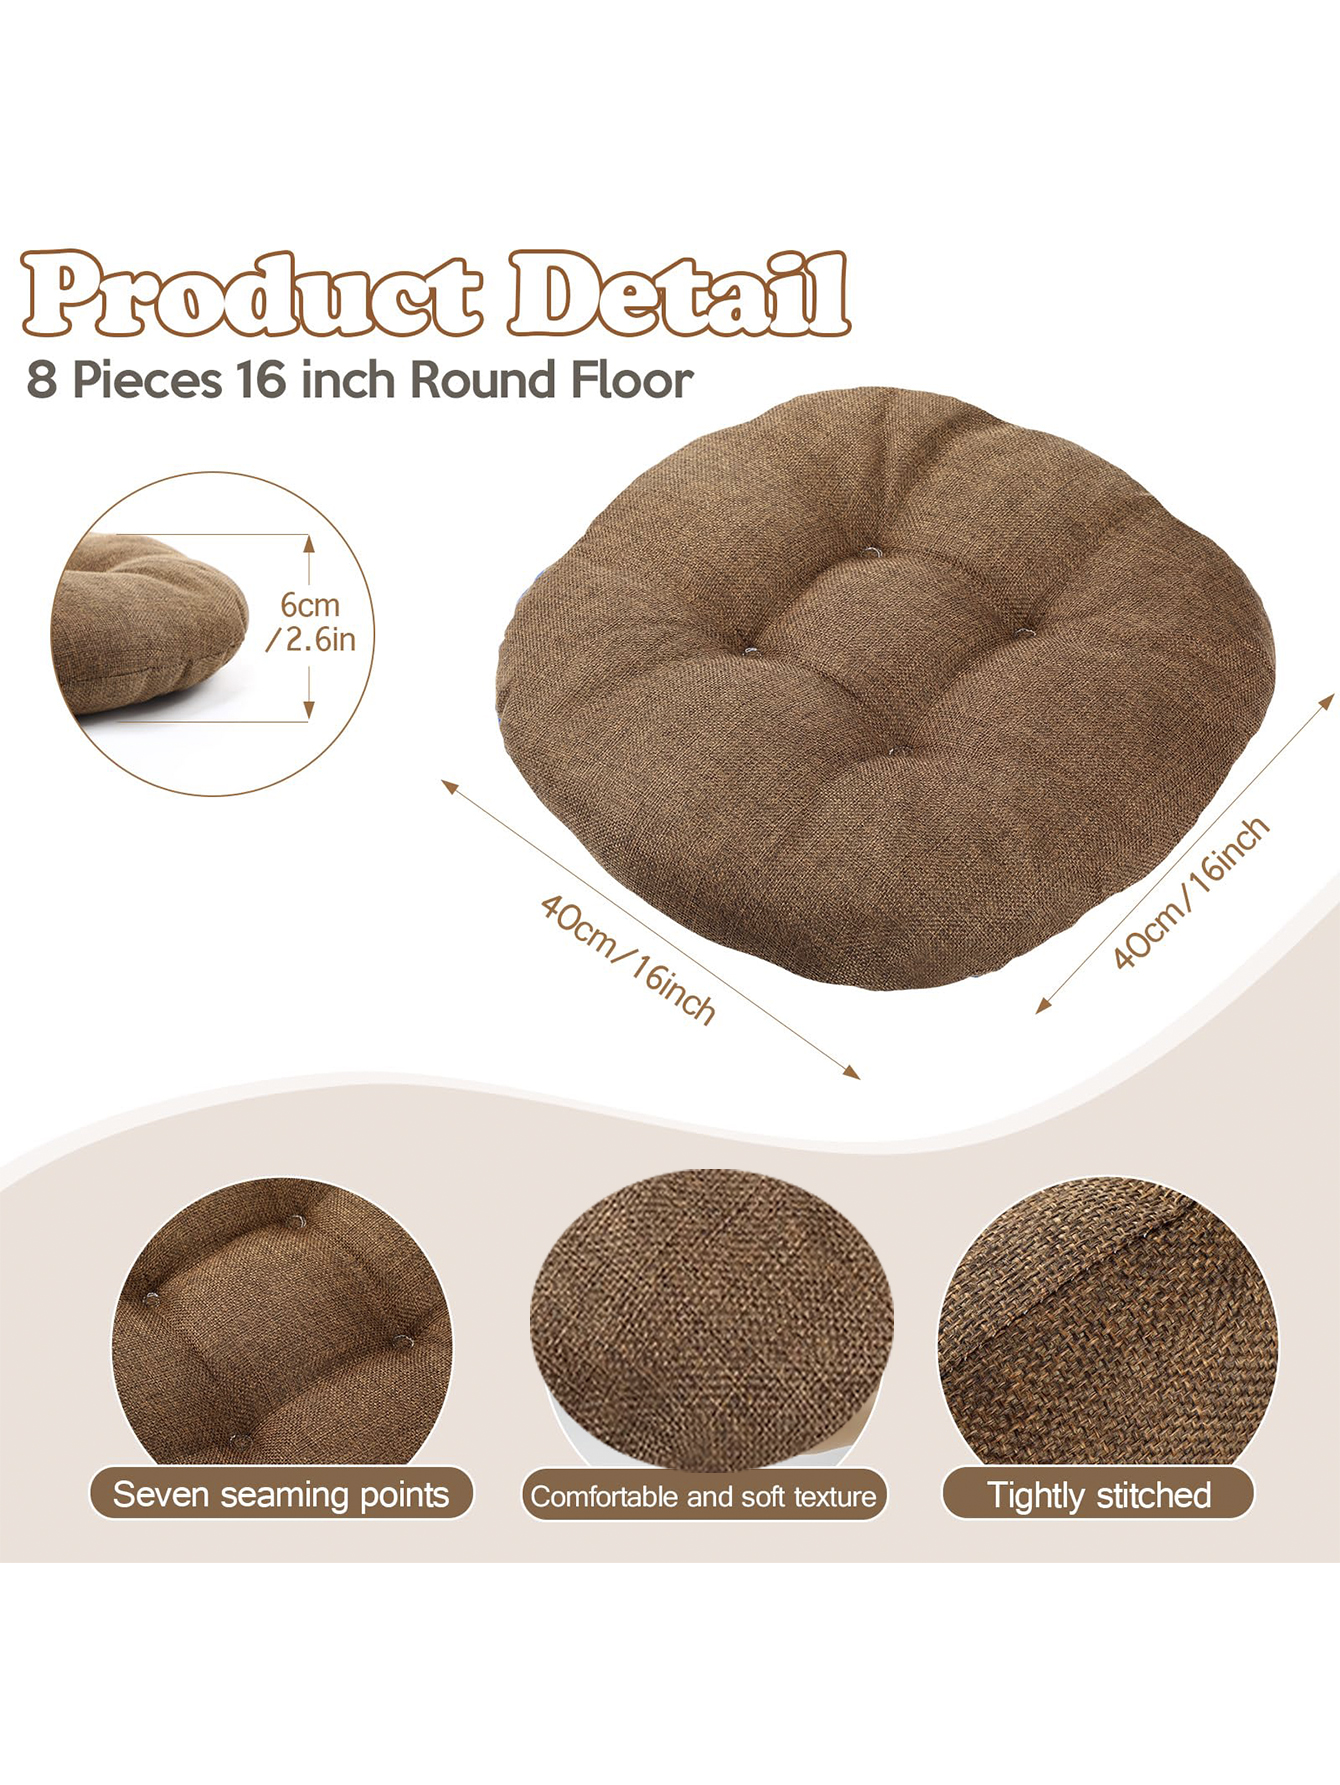 Product Detail
8 Pieces 16 inch Round Floor
6cm
/2.6in
40cm/16inch
40cm/16inch
Seven seaming points
Comfortable and soft texture
Tightly stitched